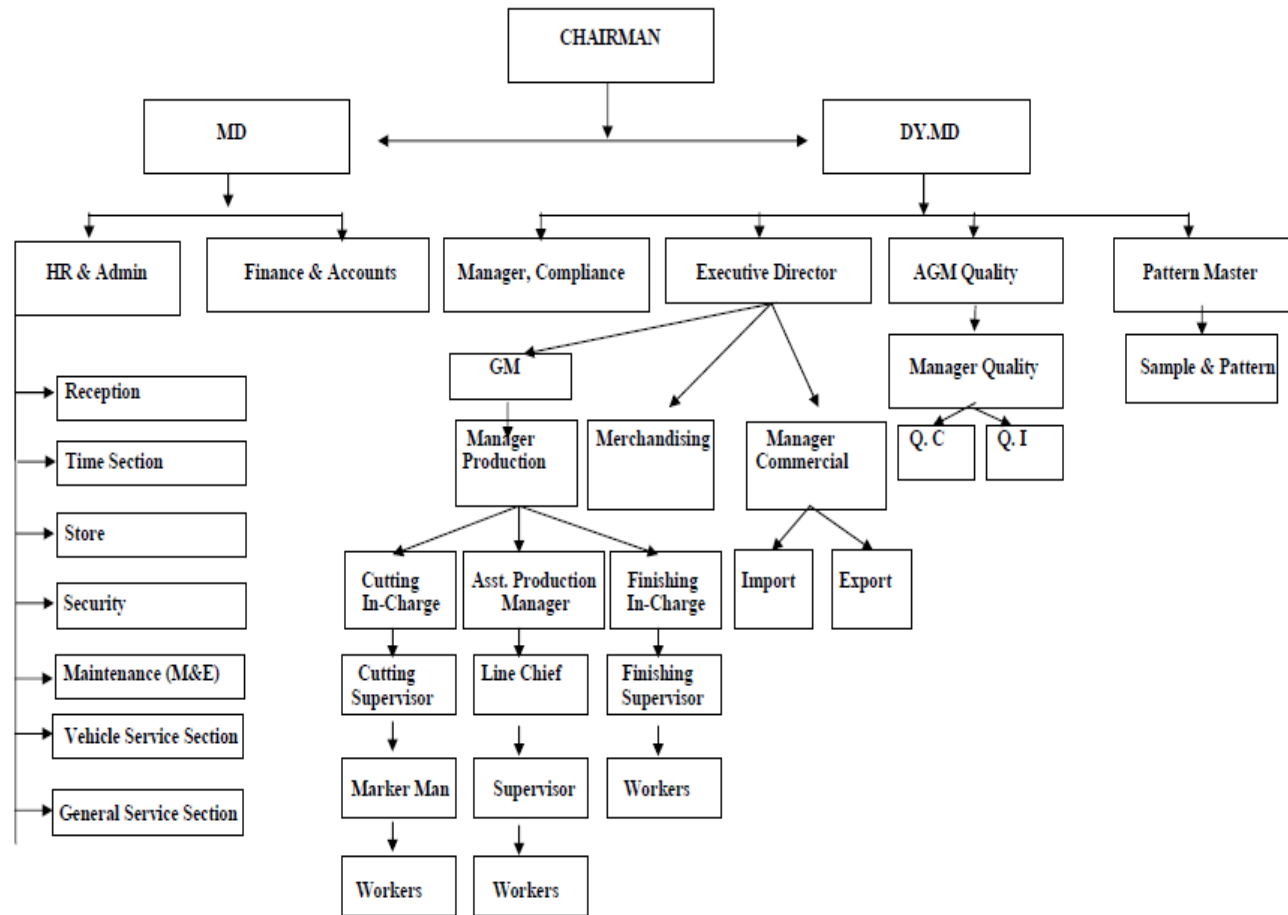 CHAIRMAN
MD
DY.MD
HR & Admin
Finance & Accounts
Manager, Compliance
Executive Director
AGM Quality
Pattern Master
GM
Manager Quality
Sample & Pattern
Reception
Manager
Production
Merchandising
Manager
Commercial
Q. C
Q. I
Time Section
Store
Cutting
In-Charge
Asst. Production
Manager
Finishing
In-Charge
Import
Export
Security
Maintenance (M&E)
Cutting
Supervisor
Line Chief
Finishing
Supervisor
Vehicle Service Section
Marker Man
Supervisor
Workers
General Service Section
Workers
Workers